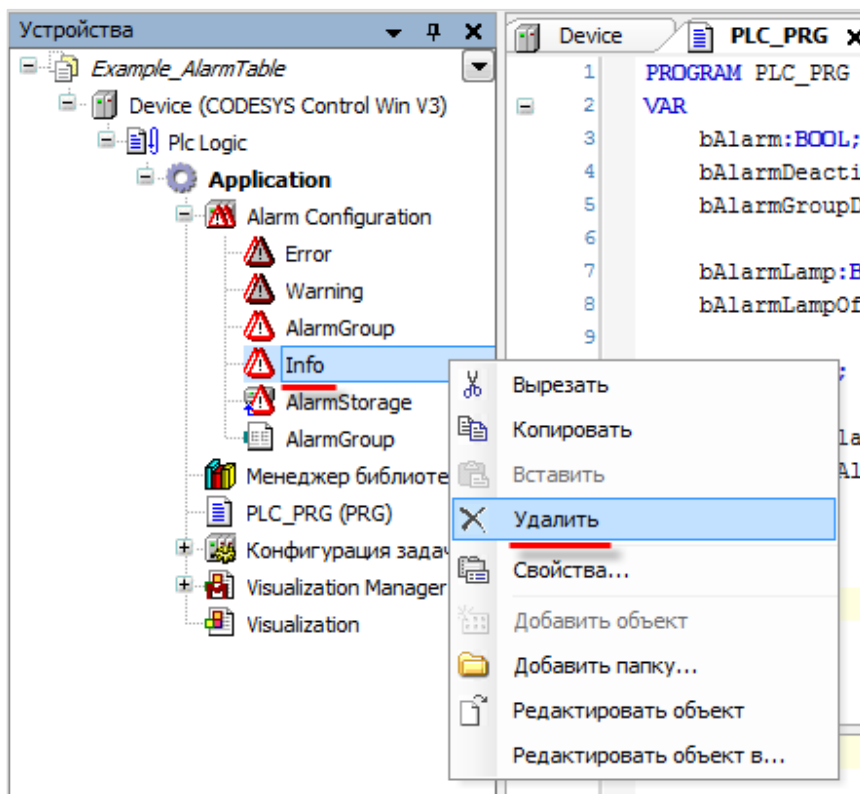 Устройства
Example_AlarmTable
Device (CODESYS Control Win V3)
Plc Logic
Application
Alarm Configuration
Error
Warning
AlarmGroup
Info
AlarmStorage
AlarmGroup
Менеджер библиоте
PLC_PRG (PRG)
Конфигурация задач
Visualization Manager
Visualization
Device
PLC_PRG
1 PROGRAM PLC_PRG
2 VAR
3 bAlarm:BOOL;
4 bAlarmDeacti
5 bAlarmGroupD
6
7 bAlarmLamp:B
8 bAlarmLampOf
9
;
la
Al
Вырезать
Копировать
Вставить
Удалить
Свойства...
Добавить объект
Добавить папку...
Редактировать объект
Редактировать объект в...